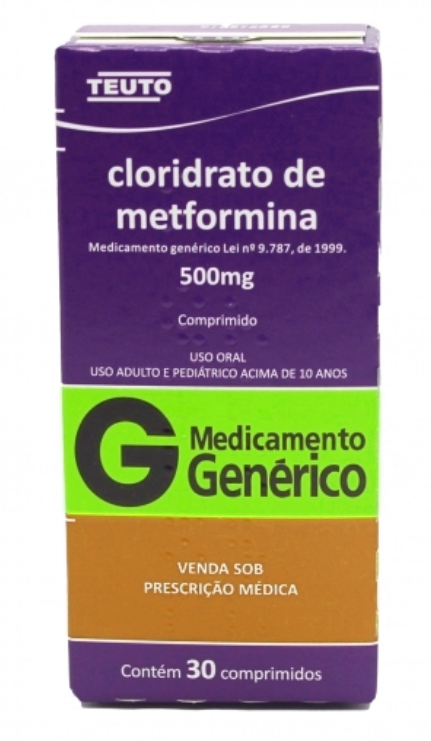 TEUTO
cloridrato de
metformina
Medicamento genérico Lei nº 9.787, de 1999.
500mg
Comprimido
USO ORAL
USO ADULTO E PEDIÁTRICO ACIMA DE 10 ANOS
G Medicamento
Genérico
VENDA SOB
PRESCRIÇÃO MÉDICA
Contém 30 comprimidos